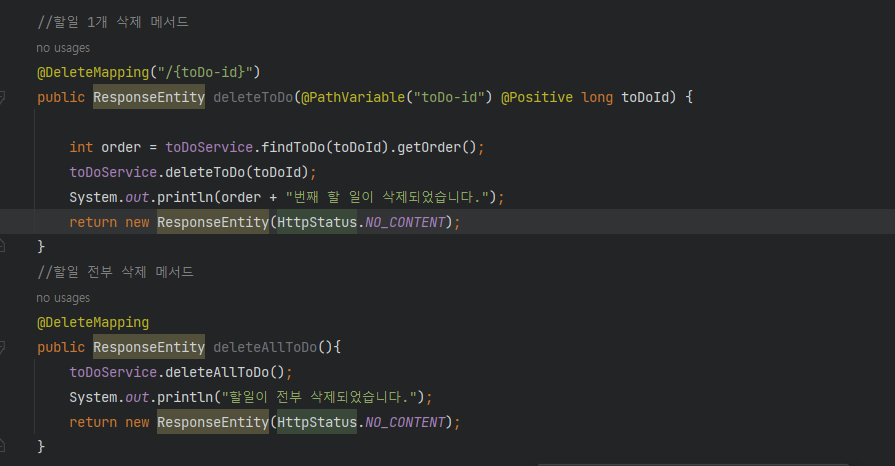 //할일 1개 삭제 메서드
no usages
@DeleteMapping("/{toDo-id}")
public ResponseEntity deleteToDo(@PathVariable("toDo-id") @Positive long toDoId) {
int order = toDoService.findToDo(toDoId).getOrder();
toDoService.deleteToDo(toDoId);
System.out.println(order + "번째 할 일이 삭제되었습니다.");
return new ResponseEntity(HttpStatus.NO_CONTENT);
}
//할일 전부 삭제 메서드
no usages
@DeleteMapping
public ResponseEntity deleteAllToDo(){
toDoService.deleteAllToDo();
System.out.println("할일이 전부 삭제되었습니다.");
return new ResponseEntity(HttpStatus.NO_CONTENT);
}